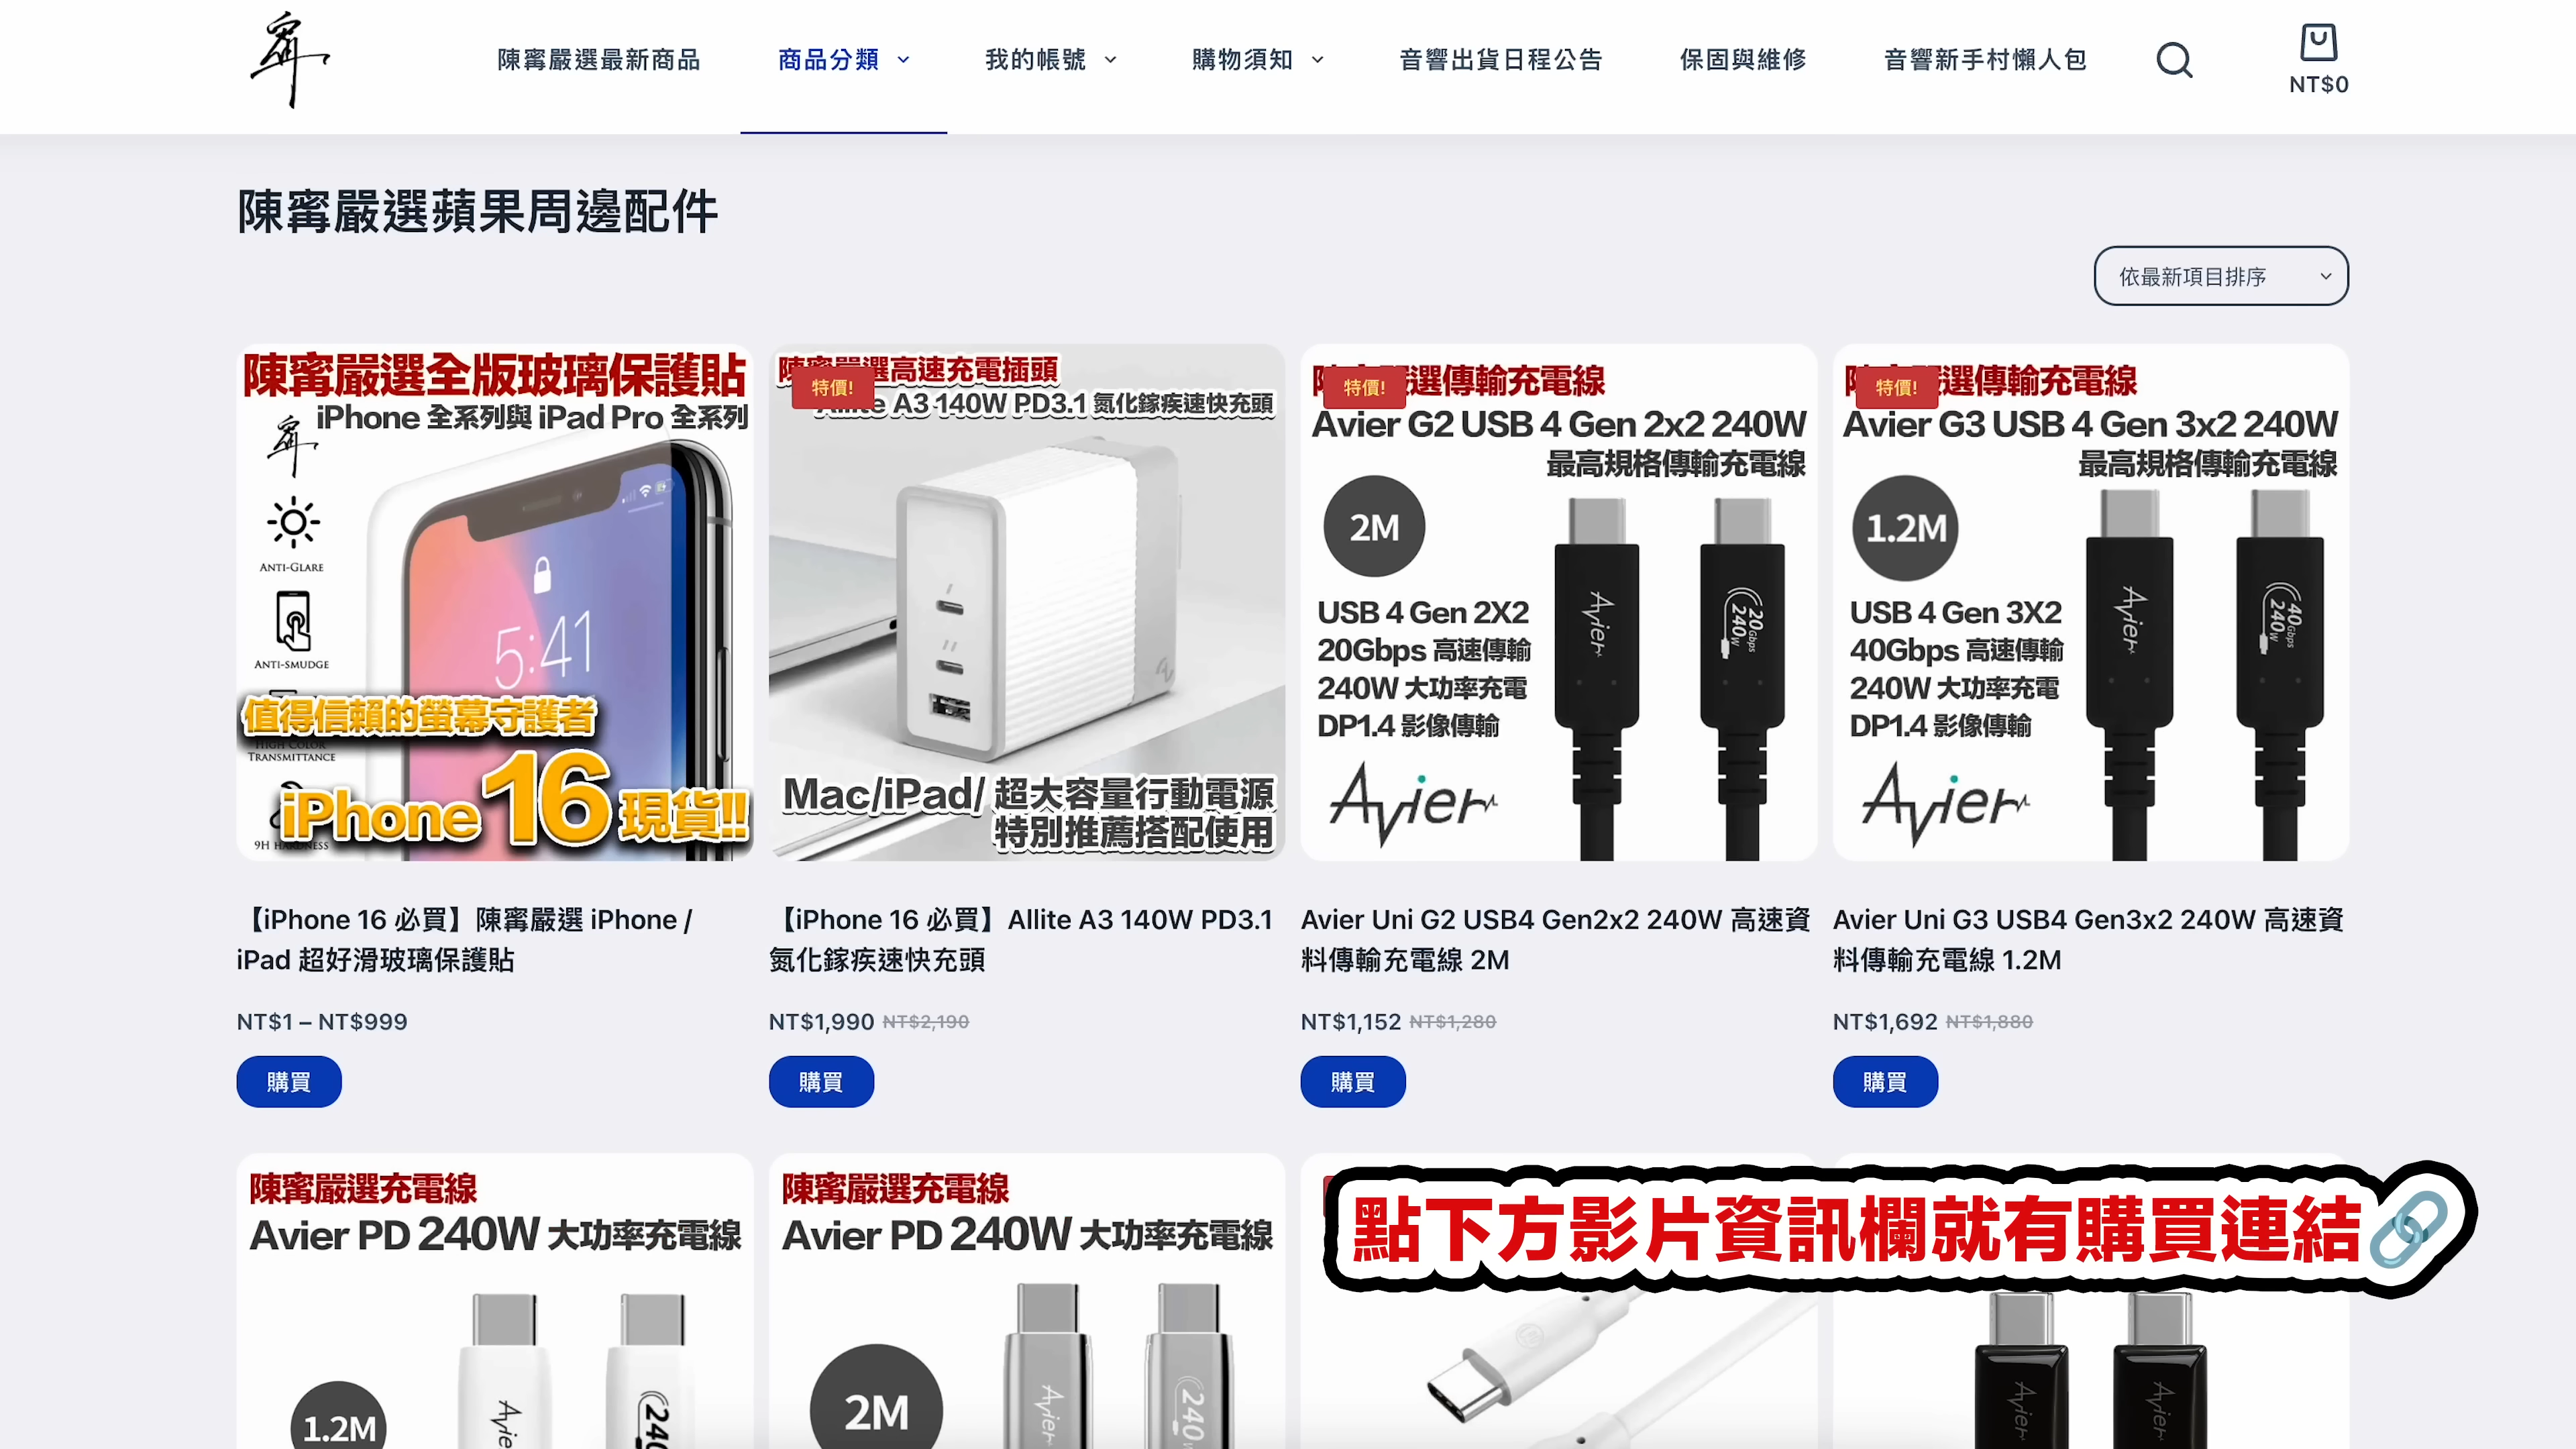 陳寗嚴選最新商品
商品分類
我的帳號
購物須知
音響出貨日程公告
保固與維修
音響新手村懶人包
NT$0
陳寗嚴選蘋果周邊配件
依最新項目排序
陳寗嚴選全版玻璃保護貼
iPhone 全系列與 iPad Pro 全系列
ANTI-GLARE
5:41
ANTI-SMUDGE
值得信賴的螢幕守護者
HIGH COLOR
TRANSMITTANCE
iPhone 16 現貨!!
9H HARDNESS
【iPhone 16 必買】陳寗嚴選 iPhone /
iPad 超好滑玻璃保護貼
NT$1 – NT$999
購買
陳寗嚴選高速充電插頭
特價!
Allite A3 140W PD3.1 氮化鎵疾速快充頭
Mac/iPad/ 超大容量行動電源
特別推薦搭配使用
【iPhone 16 必買】Allite A3 140W PD3.1
氮化鎵疾速快充頭
NT$1,990 NT$2,190
購買
選傳輸充電線
特價!
Avier G2 USB 4 Gen 2x2 240W
最高規格傳輸充電線
2M
USB 4 Gen 2X2
20Gbps 高速傳輸
240W 大功率充電
DP1.4 影像傳輸
Avier
Avier
20Gbps
240W
Avier Uni G2 USB4 Gen2x2 240W 高速資
料傳輸充電線 2M
NT$1,152 NT$1,280
購買
選傳輸充電線
特價!
Avier G3 USB 4 Gen 3x2 240W
最高規格傳輸充電線
1.2M
USB 4 Gen 3X2
40Gbps 高速傳輸
240W 大功率充電
DP1.4 影像傳輸
Avier
Avier
40Gbps
240W
Avier Uni G3 USB4 Gen3x2 240W 高速資
料傳輸充電線 1.2M
NT$1,692 NT$1,880
購買
陳寗嚴選充電線
Avier PD 240W 大功率充電線
1.2M
Avier
240
陳寗嚴選充電線
Avier PD 240W 大功率充電線
2M
Avier
240W
點下方影片資訊欄就有購買連結
Avier
Avier